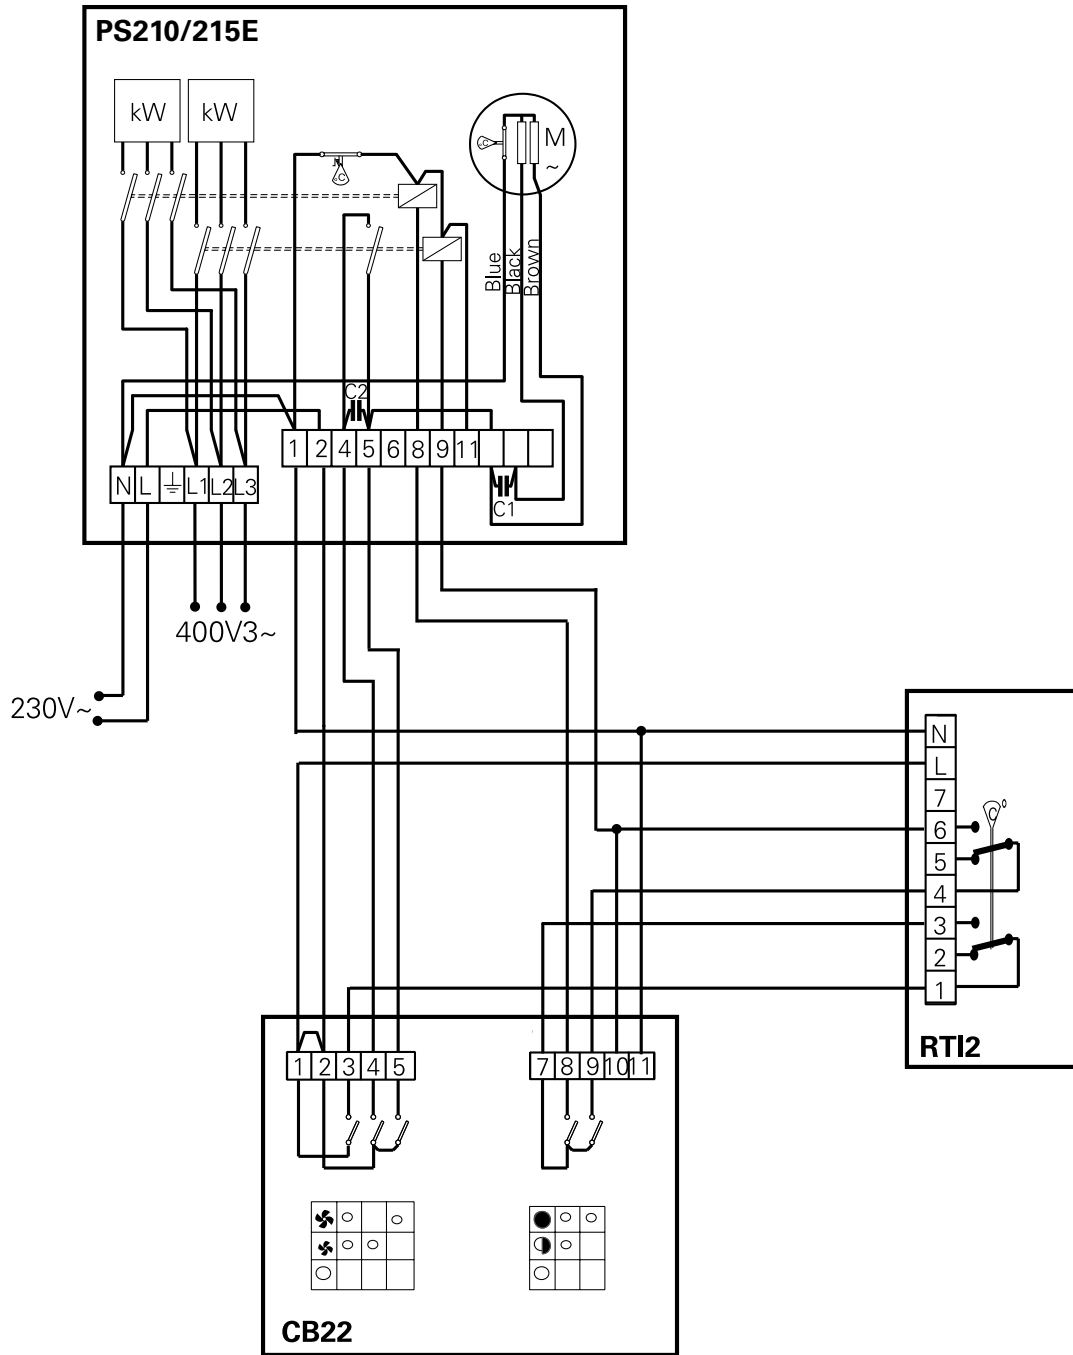 PS210/215E
kW kW
°C
°C
M
~
Blue
Black
Brown
C2
1 2 4 5 6 8 9 11
N L L1 L2 L3
C1
400V3~
230V~
N
L
7
6
5
4
3
2
1
C°
RTI2
1 2 3 4 5
7 8 9 10 11
CB22